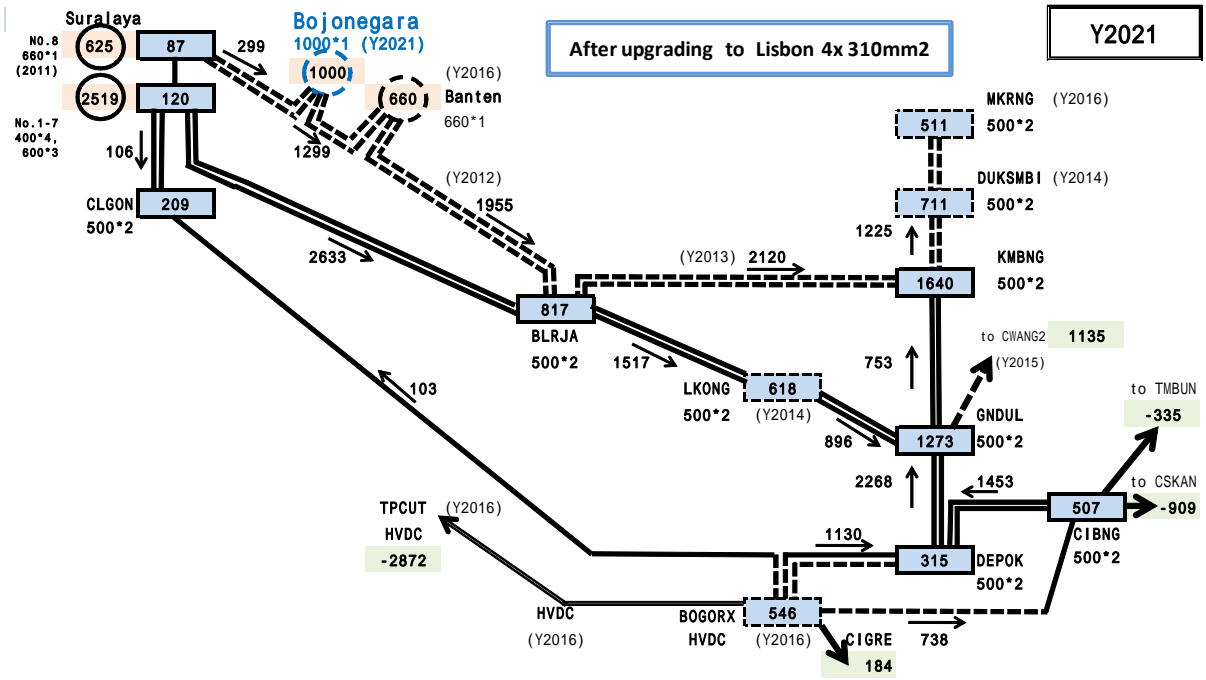 Suralaya
NO.8
660*1
(2011)
625
87
299
Bojonegara
1000*1 (Y2021)
1000
After upgrading to Lisbon 4x 310mm2
Y2021
2519
120
No.1-7
400*4,
600*3
106
1299
660
(Y2016)
Banten
660*1
MKRNG (Y2016)
511
500*2
CLGON
209
500*2
(Y2012)
1955
DUKSMBI (Y2014)
711
500*2
2633
1225
(Y2013) 2120
KMBNG
1640
500*2
817
BLRJA
500*2
1517
753
to CWANG2 1135
(Y2015)
103
LKONG
618
500*2 (Y2014)
896
GNDUL
1273
500*2
to TMBUN
-335
2268
1453
to CSKAN
-909
507
CIBNG
500*2
TPCUT (Y2016)
HVDC
-2872
1130
315
DEPOK
500*2
HVDC
(Y2016)
BOGORX
546
HVDC (Y2016)
CIGRE
184
738